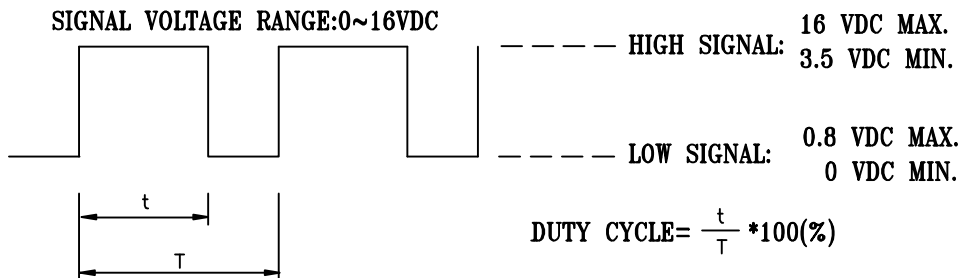 SIGNAL VOLTAGE RANGE:0~16VDC
HIGH SIGNAL: 16 VDC MAX.
3.5 VDC MIN.
LOW SIGNAL: 0.8 VDC MAX.
0 VDC MIN.
t
T
DUTY CYCLE= t/T *100(%)